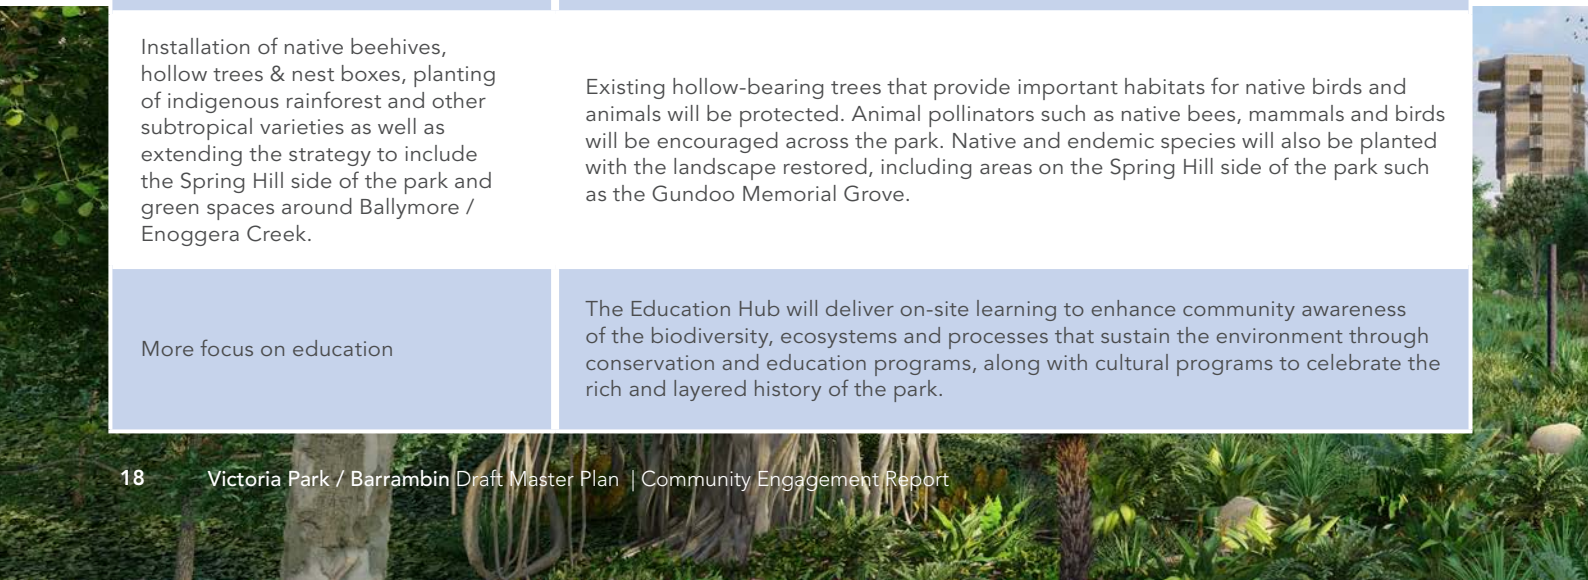 Installation of native beehives,
hollow trees & nest boxes, planting
of indigenous rainforest and other
subtropical varieties as well as
extending the strategy to include
the Spring Hill side of the park and
green spaces around Ballymore /
Enoggera Creek.
Existing hollow-bearing trees that provide important habitats for native birds and
animals will be protected. Animal pollinators such as native bees, mammals and birds
will be encouraged across the park. Native and endemic species will also be planted
with the landscape restored, including areas on the Spring Hill side of the park such
as the Gundoo Memorial Grove.
More focus on education
The Education Hub will deliver on-site learning to enhance community awareness
of the biodiversity, ecosystems and processes that sustain the environment through
conservation and education programs, along with cultural programs to celebrate the
rich and layered history of the park.
18 Victoria Park / Barrambin Draft Master Plan | Community Engagement Report